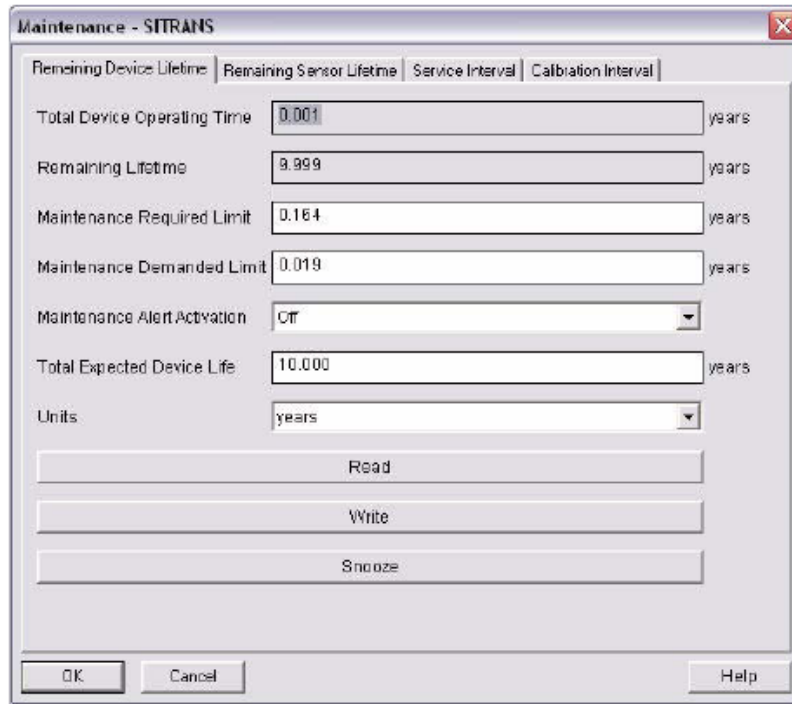 Maintenance - SITRANS
Remaining Device Lifetime Remaining Sensor Lifetime Service Interval Calibration Interval
Total Device Operating Time 0.001 years
Remaining Lifetime 9.999 years
Maintenance Required Limit 0.164 years
Maintenance Demanded Limit 0.019 years
Maintenance Alert Activation Off
Total Expected Device Life 10.000 years
Units years
Read
Write
Snooze
OK Cancel Help